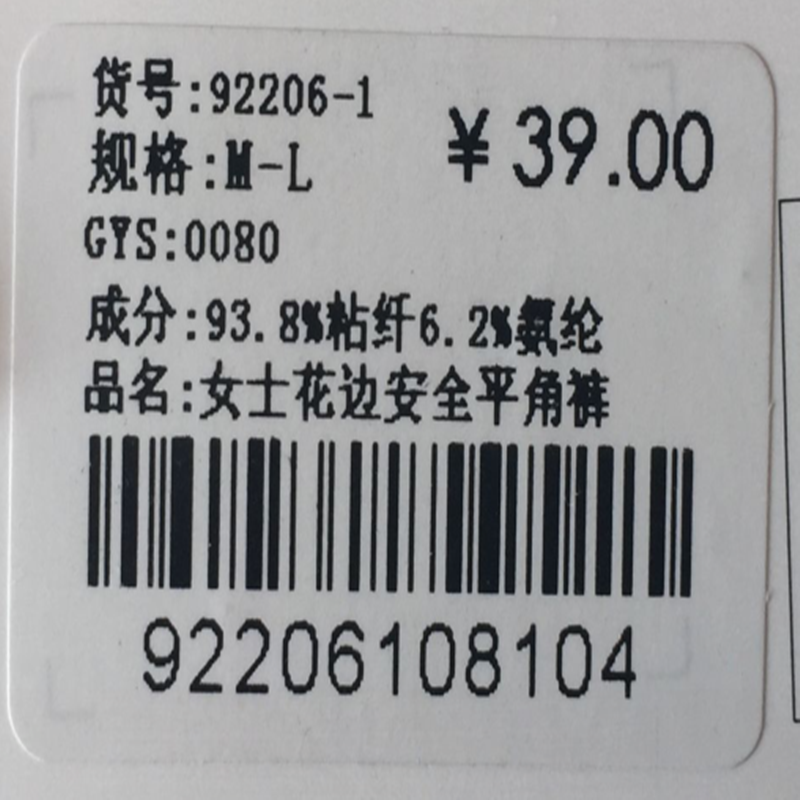 货号:92206-1
规格:M-L
¥39.00
GYS:0080
成分:93.8%粘纤6.2%氨纶
品名:女士花边安全平角裤
92206108104